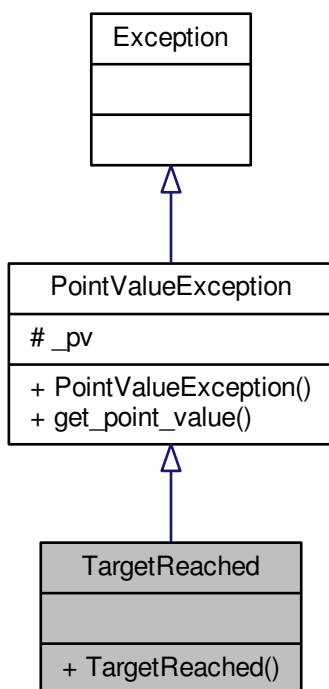 Exception
PointValueException
# _pv
+ PointValueException()
+ get_point_value()
TargetReached
+ TargetReached()